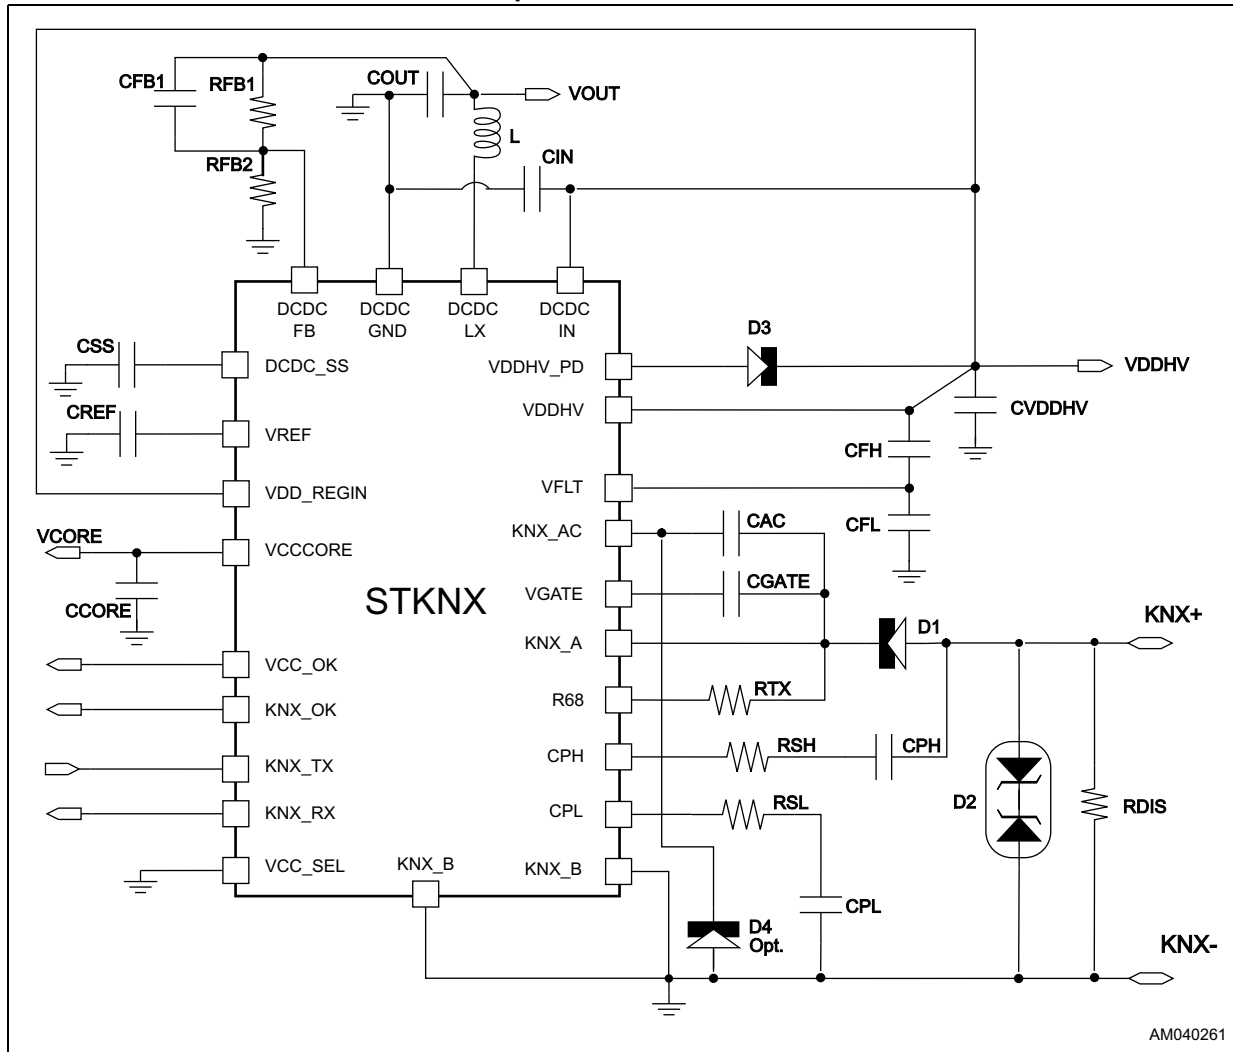 CFB1
RFB1
COUT
VOUT
L
RFB2
CIN
DCDC
FB
DCDC
GND
DCDC
LX
DCDC
IN
D3
CSS
DCDC_SS
VDDHV_PD
VDDHV
CREF
VDDHV
CVDDHV
VREF
CFH
VDD_REGIN
VFLT
CFL
KNX_AC
CAC
VCORE
VCCCORE
CCORE
STKNX
VGATE
CGATE
KNX_A
D1
KNX+
VCC_OK
KNX_OK
R68
RTX
KNX_TX
CPH
RSH
CPH
KNX_RX
CPL
RSL
D2
RDIS
VCC_SEL
KNX_B
KNX_B
CPL
D4
Opt.
KNX-
AM040261